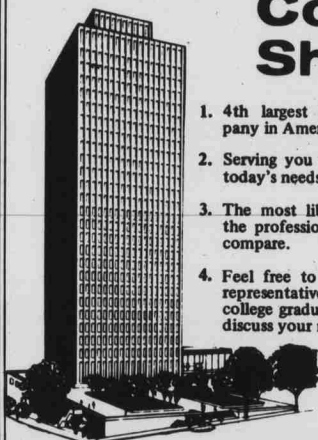 Co
Sh
1. 4th largest
pany in Amer
2. Serving you
today's needs
3. The most lib
the professio
compare.
4. Feel free to
representative
college gradu
discuss your